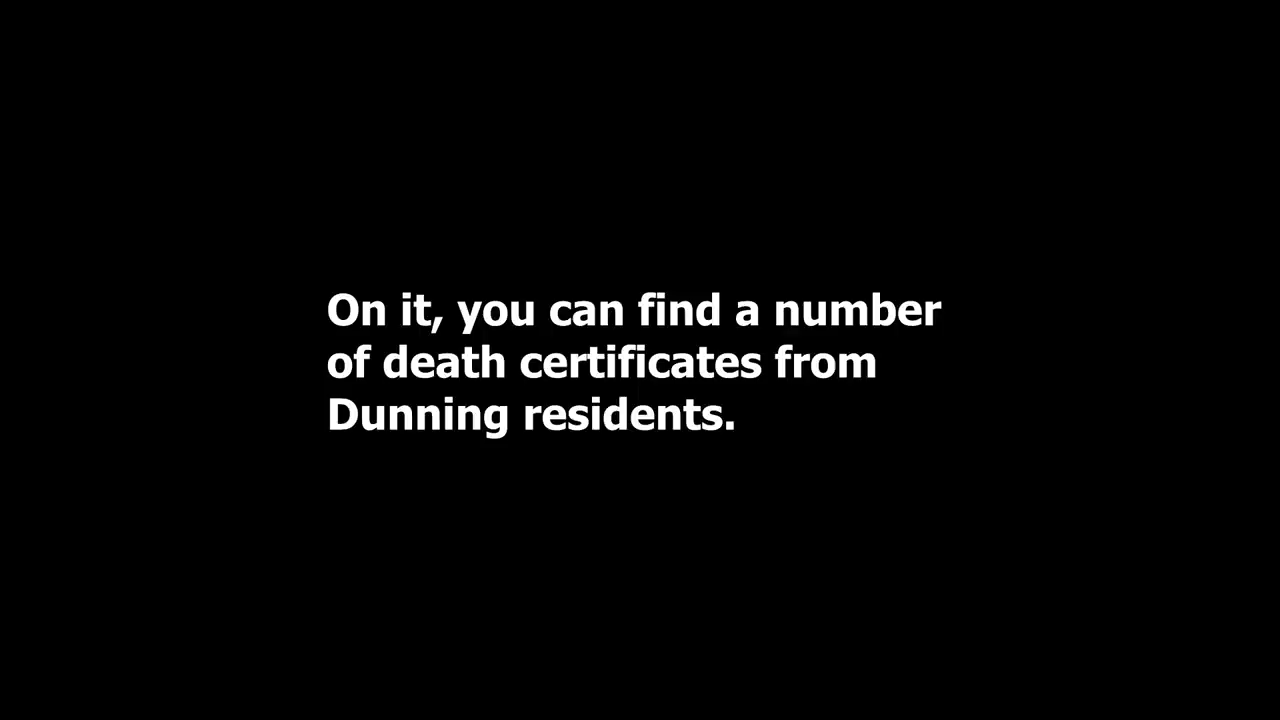 On it, you can find a number
of death certificates from
Dunning residents.